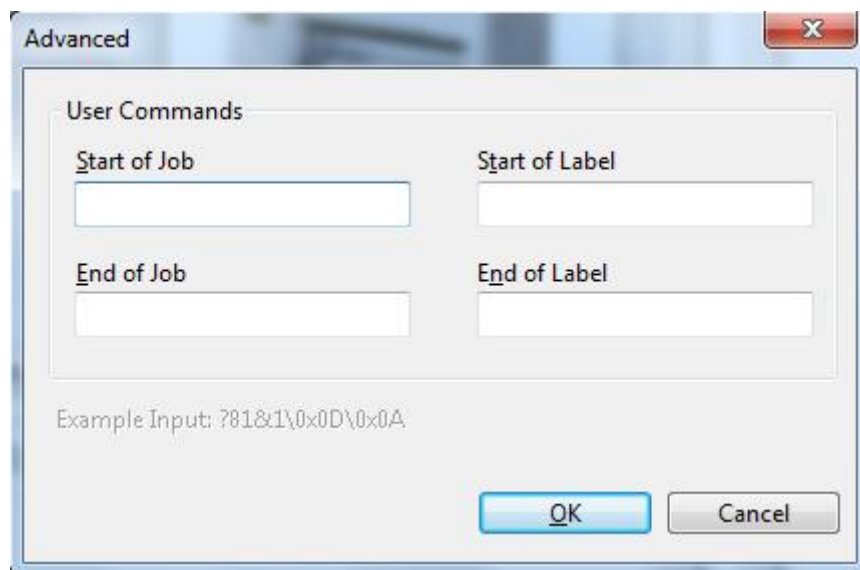 Advanced
User Commands
Start of Job
Start of Label
End of Job
End of Label
Example Input: ?81&1\0x0D\0x0A
OK
Cancel